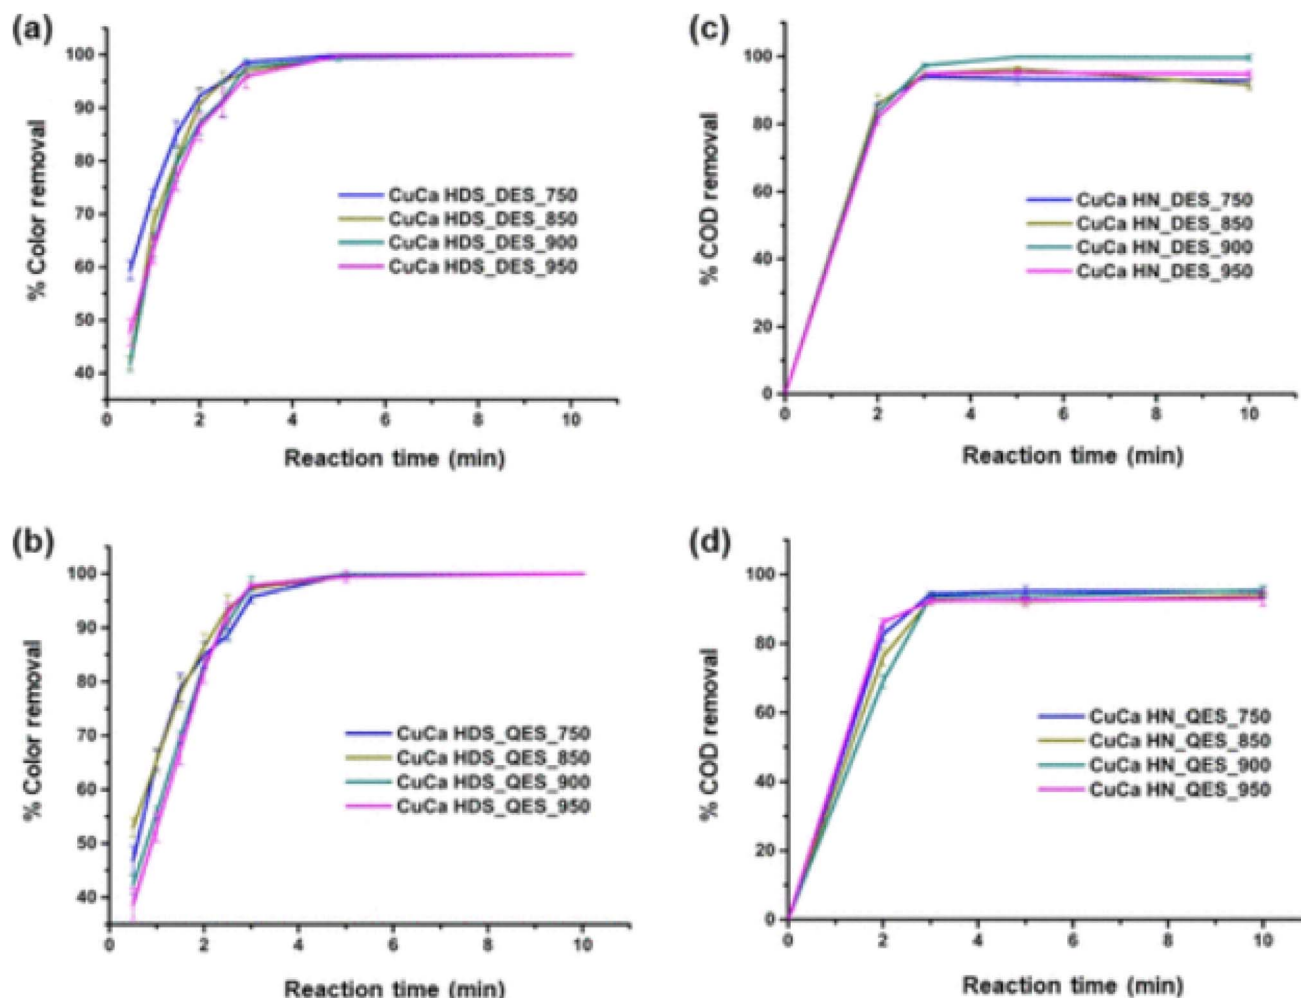 (a)
100
90
80
70
60
50
40
% Color removal
CuCa HDS_DES_750
CuCa HDS_DES_850
CuCa HDS_DES_900
CuCa HDS_DES_950
0 2 4 6 8 10
Reaction time (min)
(c)
100
80
60
40
20
0
% COD removal
CuCa HN_DES_750
CuCa HN_DES_850
CuCa HN_DES_900
CuCa HN_DES_950
0 2 4 6 8 10
Reaction time (min)
(b)
100
90
80
70
60
50
40
% Color removal
CuCa HDS_QES_750
CuCa HDS_QES_850
CuCa HDS_QES_900
CuCa HDS_QES_950
0 2 4 6 8 10
Reaction time (min)
(d)
100
80
60
40
20
0
% COD removal
CuCa HN_QES_750
CuCa HN_QES_850
CuCa HN_QES_900
CuCa HN_QES_950
0 2 4 6 8 10
Reaction time (min)